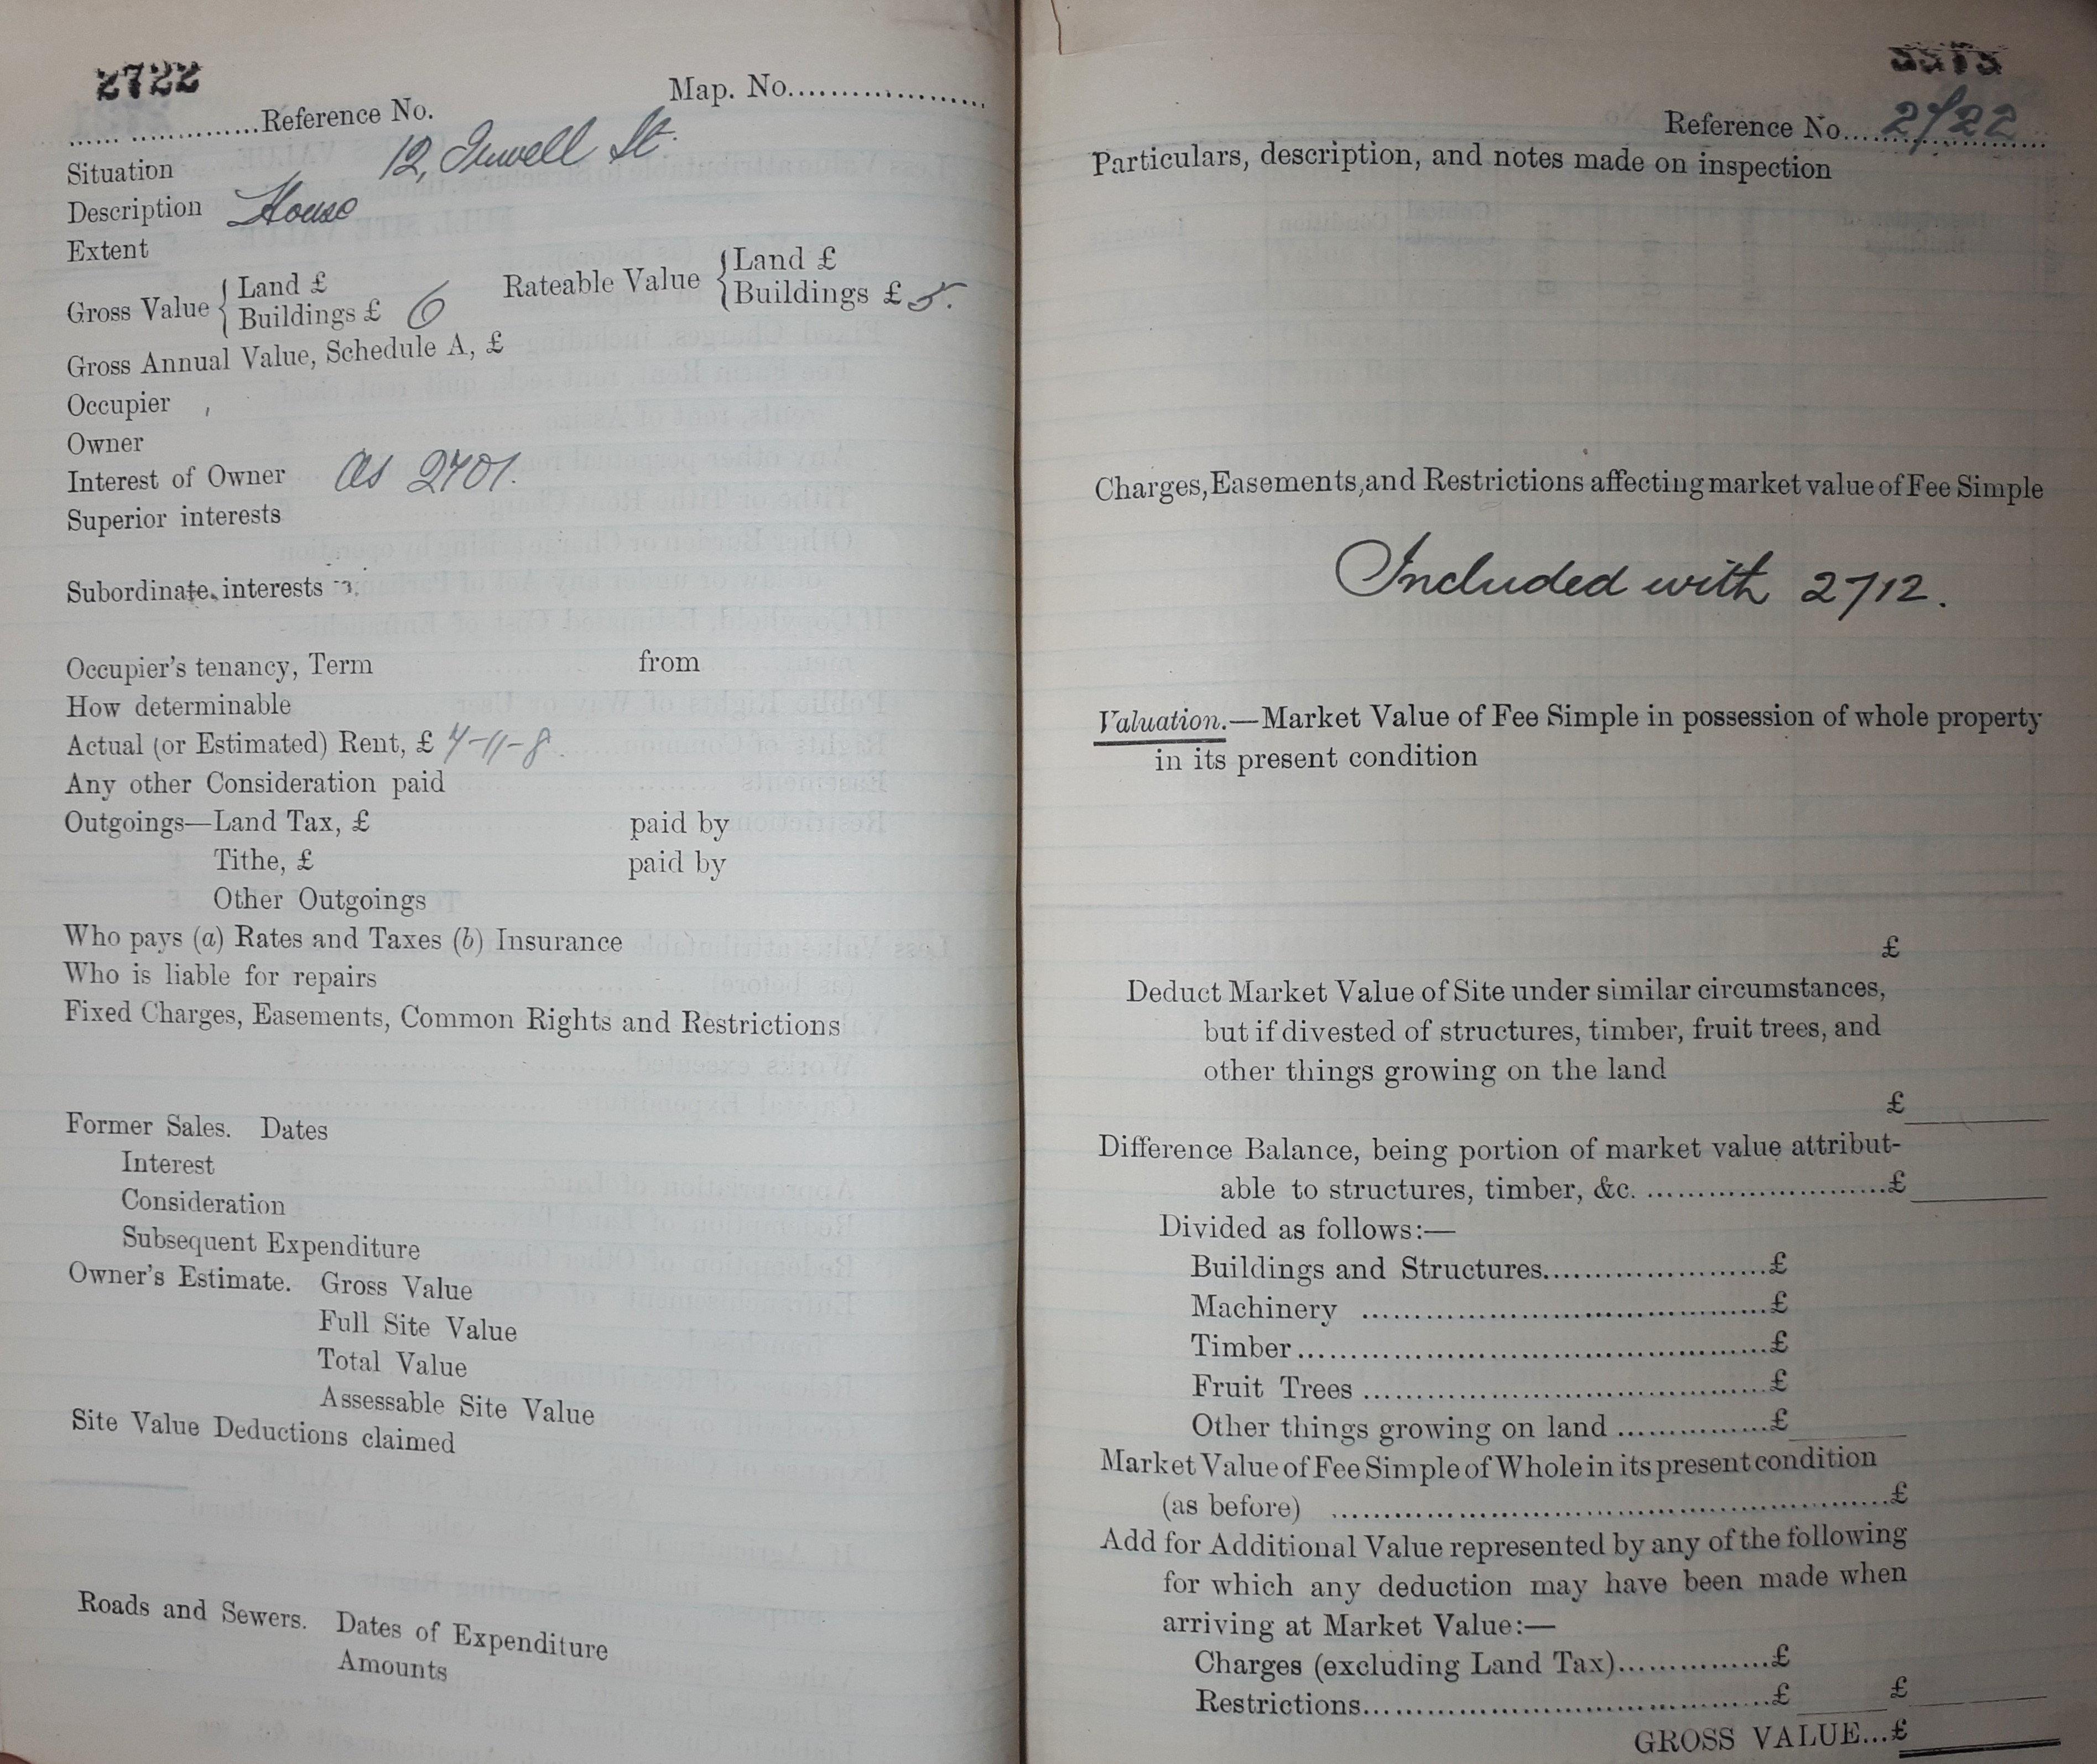 2722
...... ..............Reference No.
Map. No......................
Situation 12, Irwell St.
Description House
Extent
Gross Value { Land £
Buildings £ 6
Rateable Value { Land £
Buildings £ 5.
Gross Annual Value, Schedule A, £
Occupier
Owner
Interest of Owner as 2701.
Superior interests
Subordinate interests
Occupier's tenancy, Term from
How determinable
Actual (or Estimated) Rent, £ 7-11-8.
Any other Consideration paid
Outgoings—Land Tax, £ paid by
Tithe, £ paid by
Other Outgoings
Who pays (a) Rates and Taxes (b) Insurance
Who is liable for repairs
Fixed Charges, Easements, Common Rights and Restrictions
Former Sales. Dates
Interest
Consideration
Subsequent Expenditure
Owner's Estimate. Gross Value
Full Site Value
Total Value
Assessable Site Value
Site Value Deductions claimed
Roads and Sewers. Dates of Expenditure
Amounts
Reference No....2722
Particulars, description, and notes made on inspection
Charges, Easements, and Restrictions affecting market value of Fee Simple
Included with 2712.
Valuation.—Market Value of Fee Simple in possession of whole property
in its present condition
£
Deduct Market Value of Site under similar circumstances,
but if divested of structures, timber, fruit trees, and
other things growing on the land
£
Difference Balance, being portion of market value attribut-
able to structures, timber, &c. ..........................£
Divided as follows:—
Buildings and Structures.......................£
Machinery ..........................................£
Timber.................................................£
Fruit Trees ..........................................£
Other things growing on land ...............£
Market Value of Fee Simple of Whole in its present condition
(as before) ..........................................................£
Add for Additional Value represented by any of the following
for which any deduction may have been made when
arriving at Market Value:—
Charges (excluding Land Tax)...............£
Restrictions..........................................£ £
GROSS VALUE...£